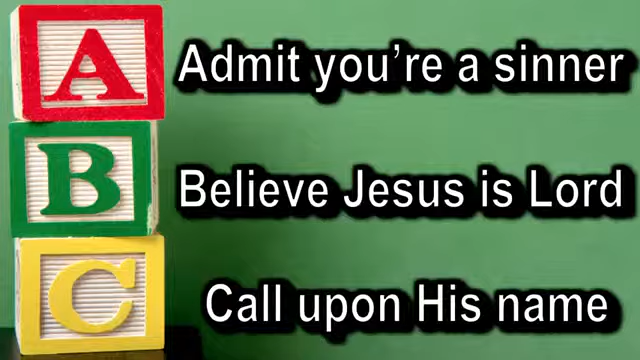 A Admit you're a sinner
B Believe Jesus is Lord
C Call upon His name